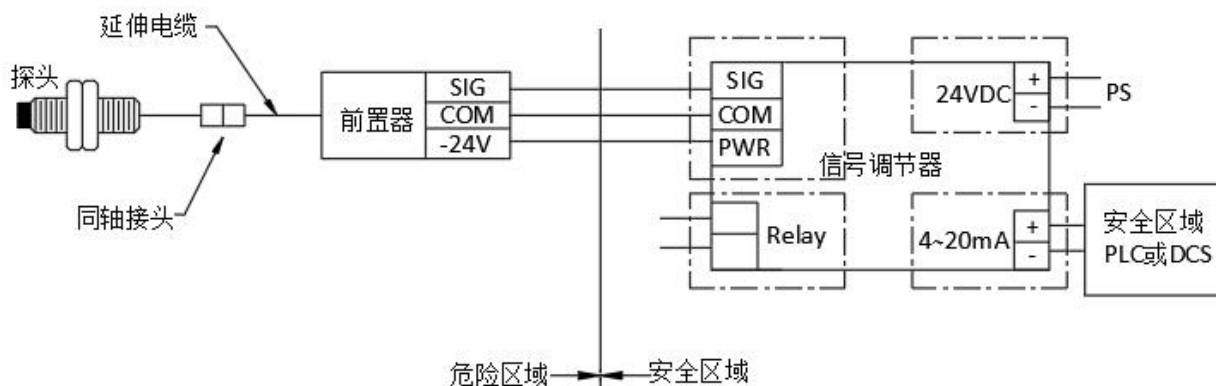 延伸电缆
探头
同轴接头
前置器
SIG
COM
-24V
SIG
COM
PWR
信号调节器
24VDC
+
-
PS
Relay
4~20mA
+
-
安全区域
PLC或DCS
危险区域
安全区域